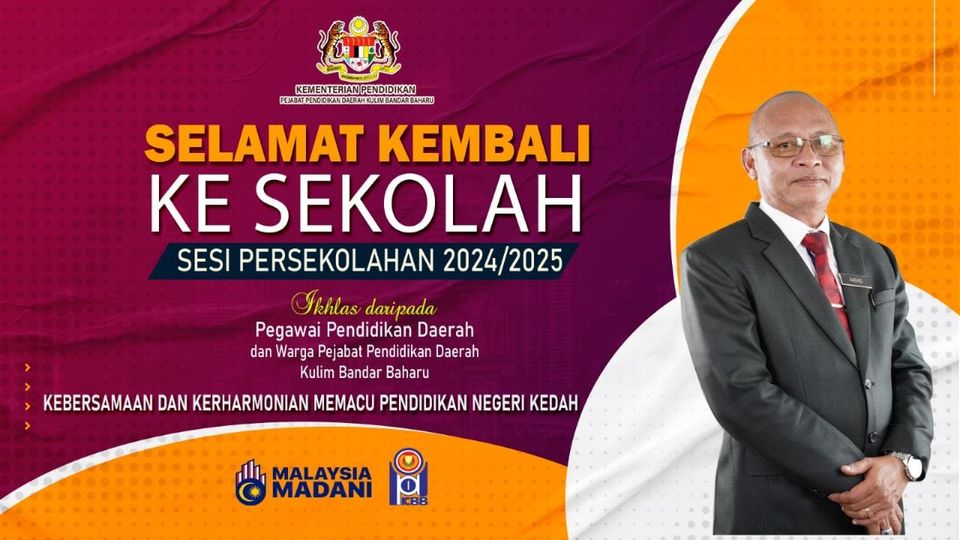 KEMENTERIAN PENDIDIKAN
PEJABAT PENDIDIKAN DAERAH KULIM BANDAR BAHARU
SELAMAT KEMBALI
KE SEKOLAH
SESI PERSEKOLAHAN 2024/2025
Ikhlas daripada
Pegawai Pendidikan Daerah
dan Warga Pejabat Pendidikan Daerah
Kulim Bandar Baharu
KEBERSAMAAN DAN KERHARMONIAN MEMACU PENDIDIKAN NEGERI KEDAH
MALAYSIA
MADANI
KBB